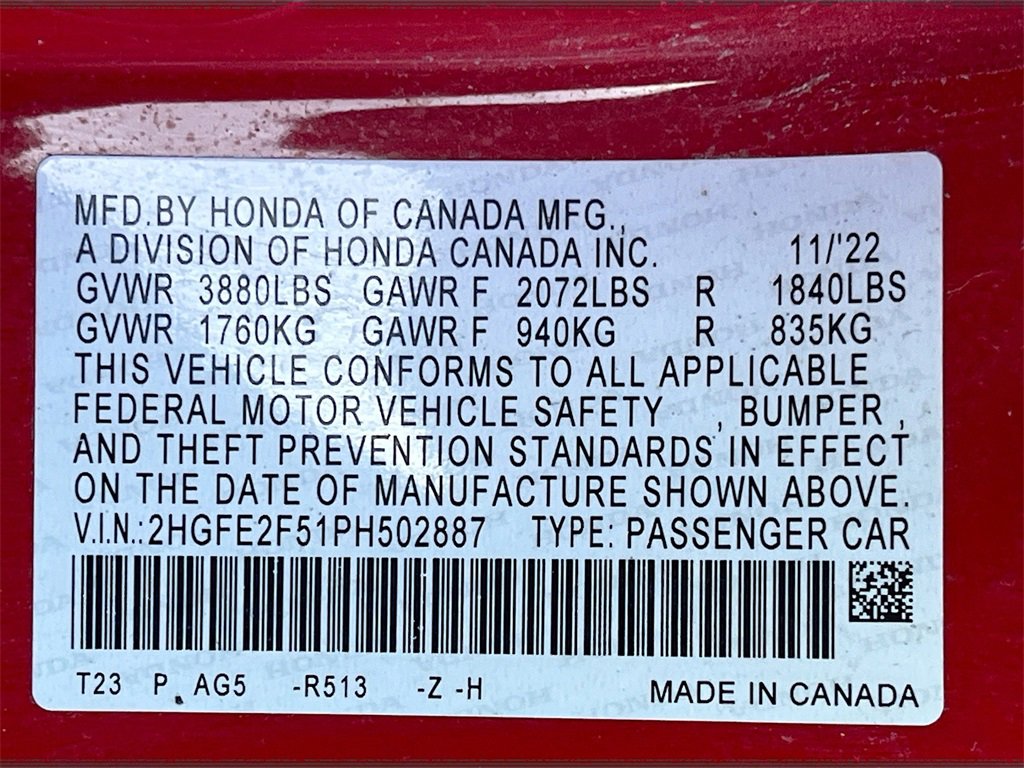 MFD.BY HONDA OF CANADA MFG.,
A DIVISION OF HONDA CANADA INC. 11/'22
GVWR 3880LBS GAWR F 2072LBS R 1840LBS
GVWR 1760KG GAWR F 940KG R 835KG
THIS VEHICLE CONFORMS TO ALL APPLICABLE
FEDERAL MOTOR VEHICLE SAFETY , BUMPER ,
AND THEFT PREVENTION STANDARDS IN EFFECT
ON THE DATE OF MANUFACTURE SHOWN ABOVE.
V.I.N.:2HGFE2F51PH502887 TYPE: PASSENGER CAR
T23 P AG5 -R513 -Z -H MADE IN CANADA